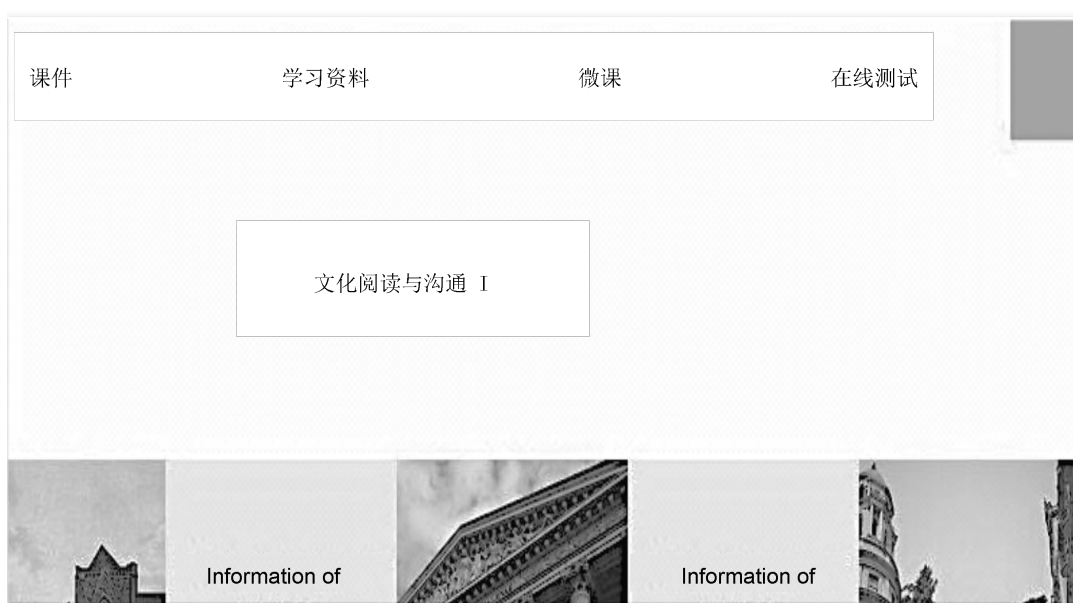 课件 学习资料 微课 在线测试
文化阅读与沟通 I
Information of Information of